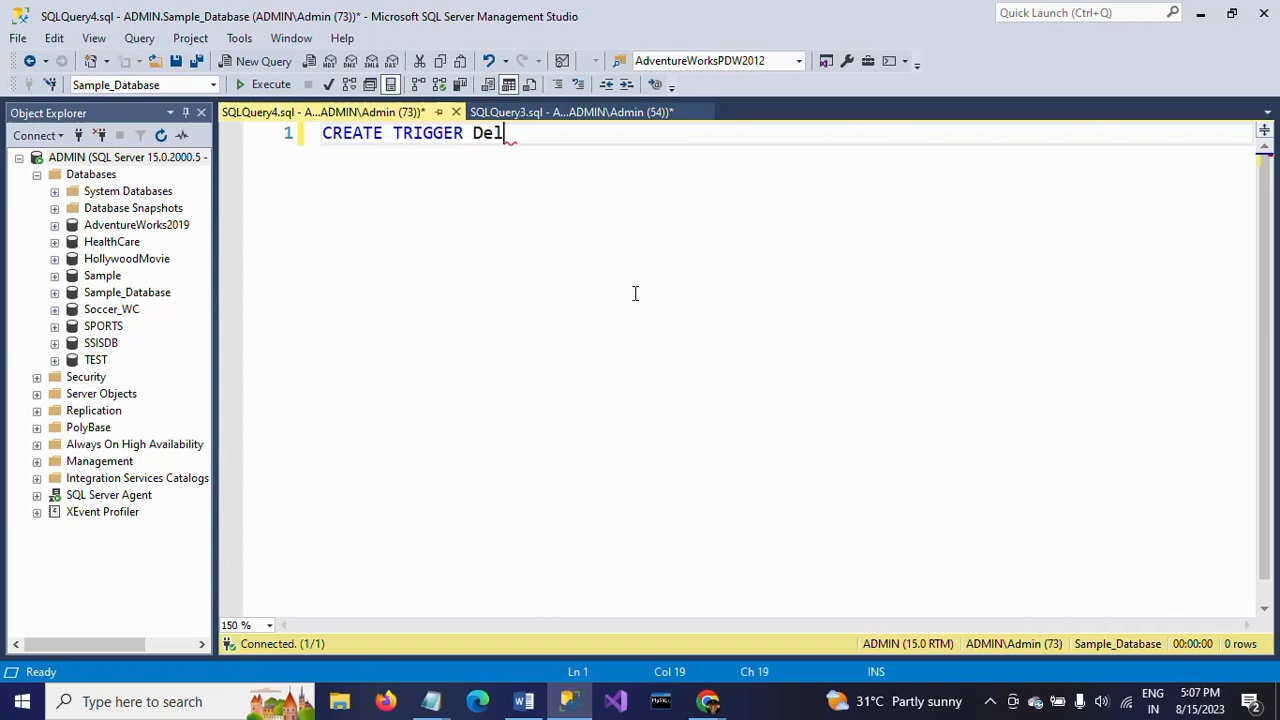 SQLQuery4.sql - ADMIN.Sample_Database (ADMIN\Admin (73))* - Microsoft SQL Server Management Studio
Quick Launch (Ctrl+Q)
File Edit View Query Project Tools Window Help
New Query
MDX DMX XMLA DAX
AdventureWorksPDW2012
Sample_Database
Execute
Object Explorer
SQLQuery4.sql - A...ADMIN\Admin (73))*
SQLQuery3.sql - A...ADMIN\Admin (54))*
Connect
1 CREATE TRIGGER Del
ADMIN (SQL Server 15.0.2000.5 -
Databases
System Databases
Database Snapshots
AdventureWorks2019
HealthCare
HollywoodMovie
Sample
Sample_Database
Soccer_WC
SPORTS
SSISDB
TEST
Security
Server Objects
Replication
PolyBase
Always On High Availability
Management
Integration Services Catalogs
SQL Server Agent
XEvent Profiler
150 %
Connected. (1/1)
ADMIN (15.0 RTM)
ADMIN\Admin (73)
Sample_Database
00:00:00
0 rows
Ready
Ln 1
Col 19
Ch 19
INS
Type here to search
31°C Partly sunny
ENG
IN
5:07 PM
8/15/2023
2